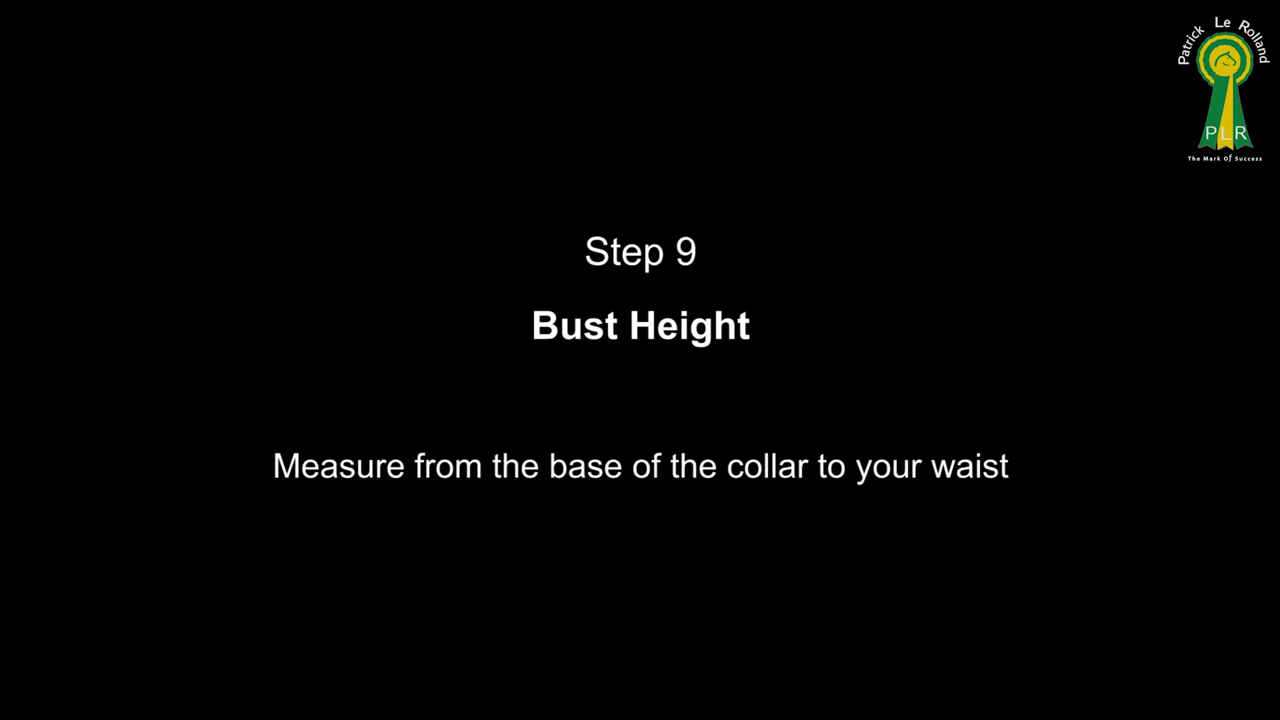 Patrick Le Rolland
PLR
The Mark Of Success
Step 9
Bust Height
Measure from the base of the collar to your waist